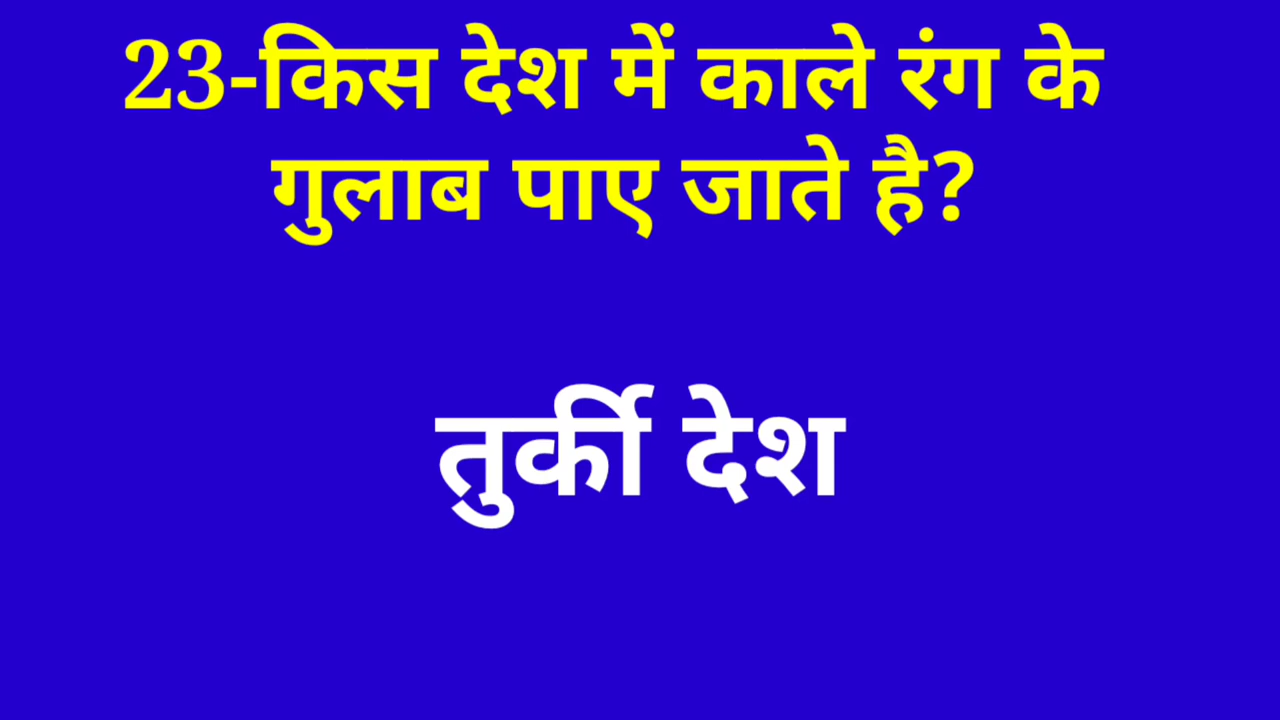 23-किस देश में काले रंग के
गुलाब पाए जाते है?
तुर्की देश